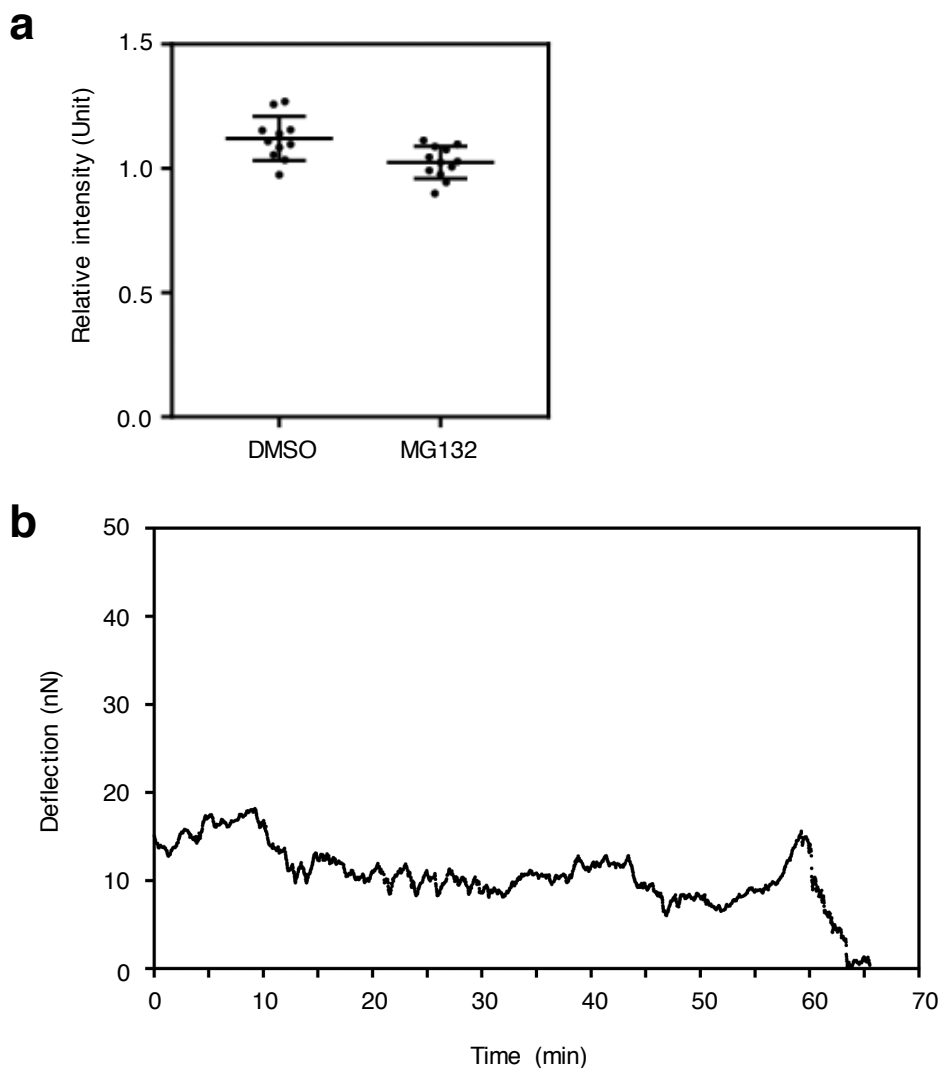 a
Relative intensity (Unit)
1.5
1.0
0.5
0.0
DMSO MG132
b
Deflection (nN)
50
40
30
20
10
0
0 10 20 30 40 50 60 70
Time (min)